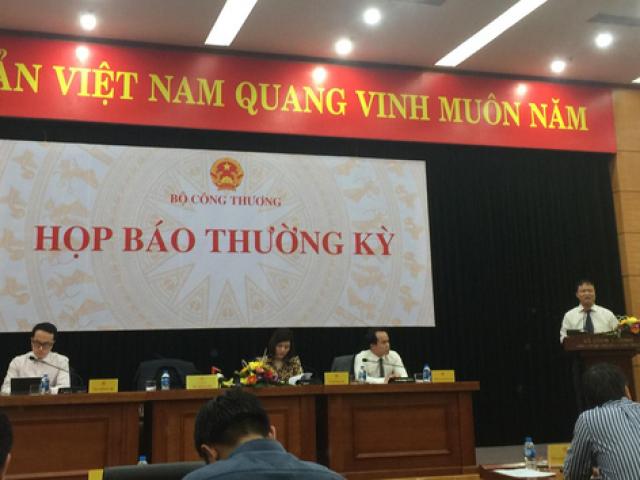 ẢN VIỆT NAM QUANG VINH MUÔN NĂM
BỘ CÔNG THƯƠNG
HỌP BÁO THƯỜNG KỲ